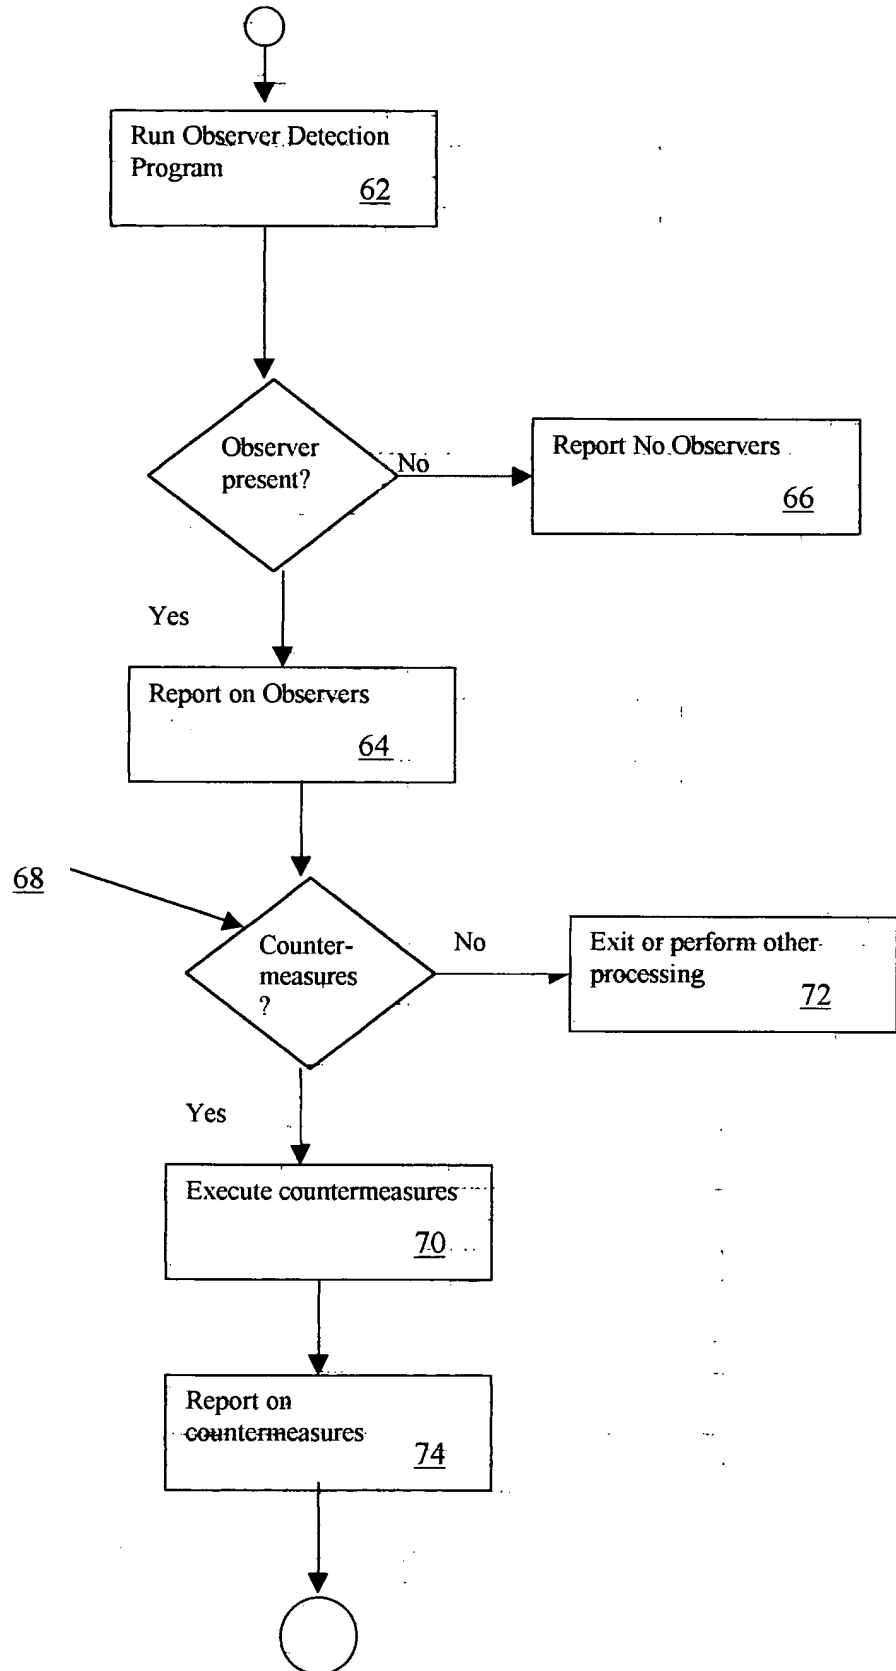 Run Observer Detection
Program
62
Observer
present?
No
Report No Observers
66
Yes
Report on Observers
64
68
Counter-
measures
?
No
Exit or perform other
processing
72
Yes
Execute countermeasures
70
Report on
countermeasures
74